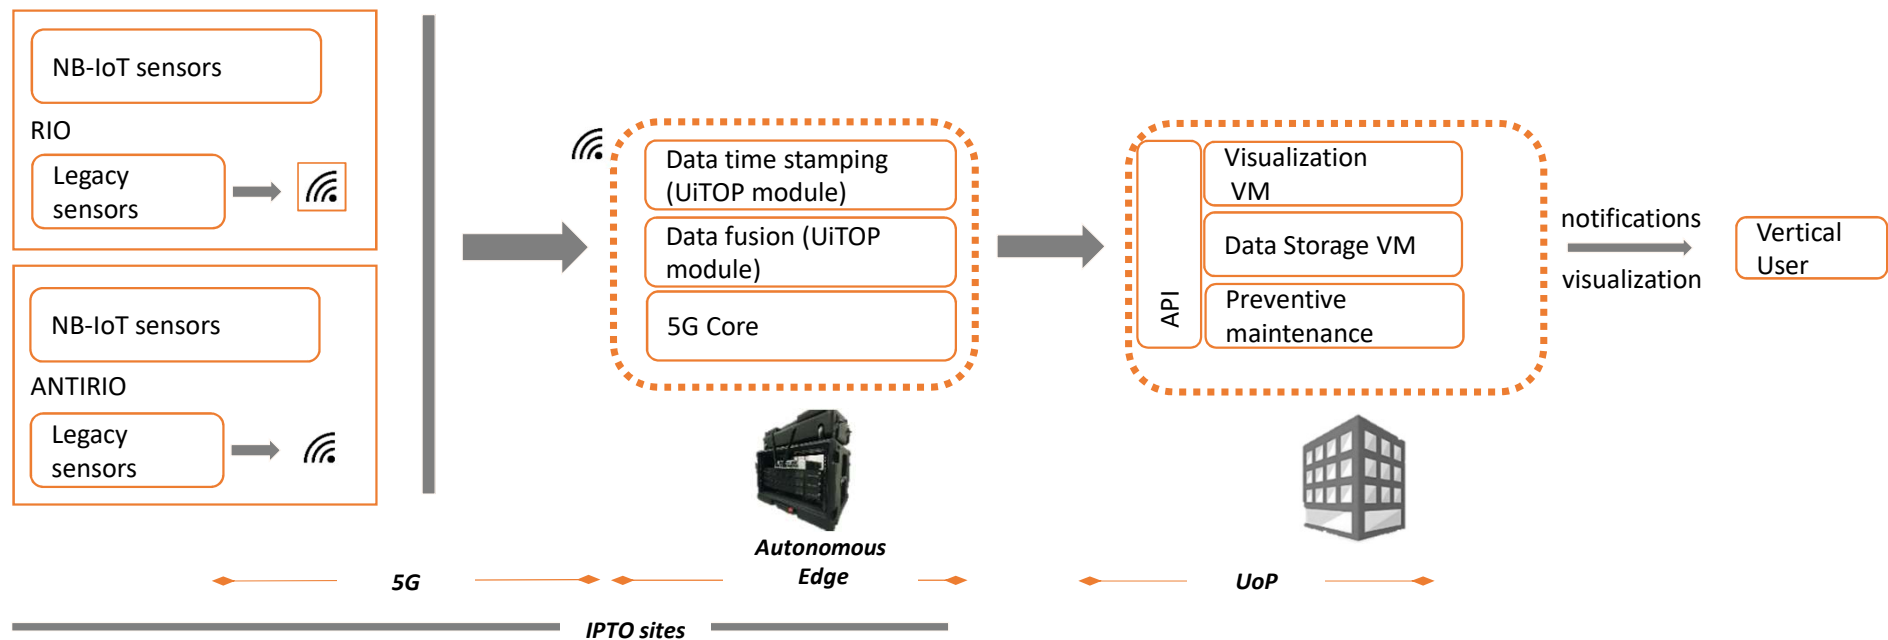 NB-IoT sensors
RIO
Legacy
sensors
NB-IoT sensors
ANTIRIO
Legacy
sensors
Data time stamping
(UiTOP module)
Data fusion (UiTOP
module)
5G Core
API
Visualization
VM
Data Storage VM
Preventive
maintenance
notifications
visualization
Vertical
User
Autonomous
Edge
5G
UoP
IPTO sites